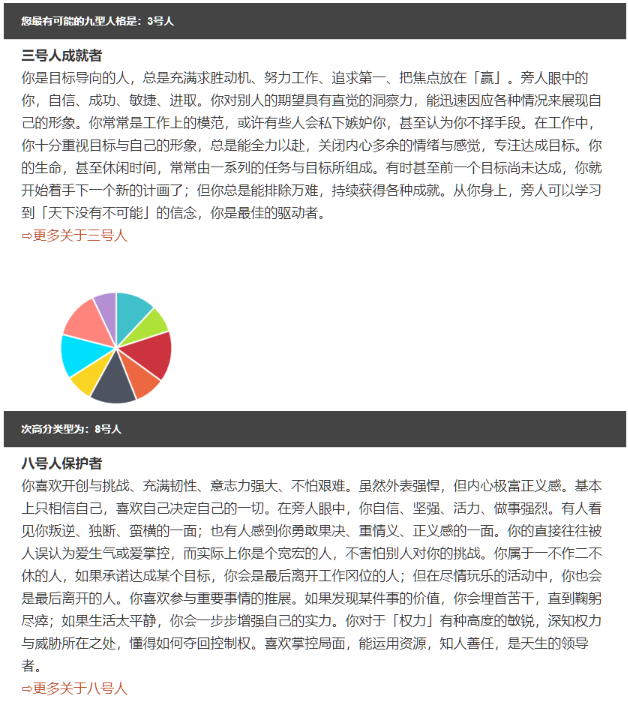 您最有可能的九型人格是：3号人
三号人成就者
你是目标导向的人，总是充满求胜动机、努力工作、追求第一、把焦点放在「赢」。旁人眼中的
你，自信、成功、敏捷、进取。你对别人的期望具有直觉的洞察力，能迅速因应各种情况来展现自
己的形象。你常常是工作上的模范，或许有些人会私下嫉妒你，甚至认为你不择手段。在工作中，
你十分重视目标与自己的形象，总是能全力以赴，关闭内心多余的情绪与感觉，专注达成目标。你
的生命，甚至休闲时间，常常由一系列的任务与目标所组成。有时甚至前一个目标尚未达成，你就
开始着手下一个新的计画了；但你总是能排除万难，持续获得各种成就。从你身上，旁人可以学习
到「天下没有不可能」的信念，你是最佳的驱动者。
⇨更多关于三号人
次高分类型为：8号人
八号人保护者
你喜欢开创与挑战、充满韧性、意志力强大、不怕艰难。虽然外表强悍，但内心极富正义感。基本
上只相信自己，喜欢自己决定自己的一切。在旁人眼中，你自信、坚强、活力、做事强烈。有人看
见你叛逆、独断、蛮横的一面；也有人感到你勇敢果决、重情义、正义感的一面。你的直接往往被
人误认为爱生气或爱掌控，而实际上你是个宽宏的人，不害怕别人对你的挑战。你属于一不作二不
休的人，如果承诺达成某个目标，你会是最后离开工作冈位的人；但在尽情玩乐的活动中，你也会
是最后离开的人。你喜欢参与重要事情的推展。如果发现某件事的价值，你会埋首苦干，直到鞠躬
尽瘁；如果生活太平静，你会一步步增强自己的实力。你对于「权力」有种高度的敏锐，深知权力
与威胁所在之处，懂得如何夺回控制权。喜欢掌控局面，能运用资源，知人善任，是天生的领导
者。
⇨更多关于八号人